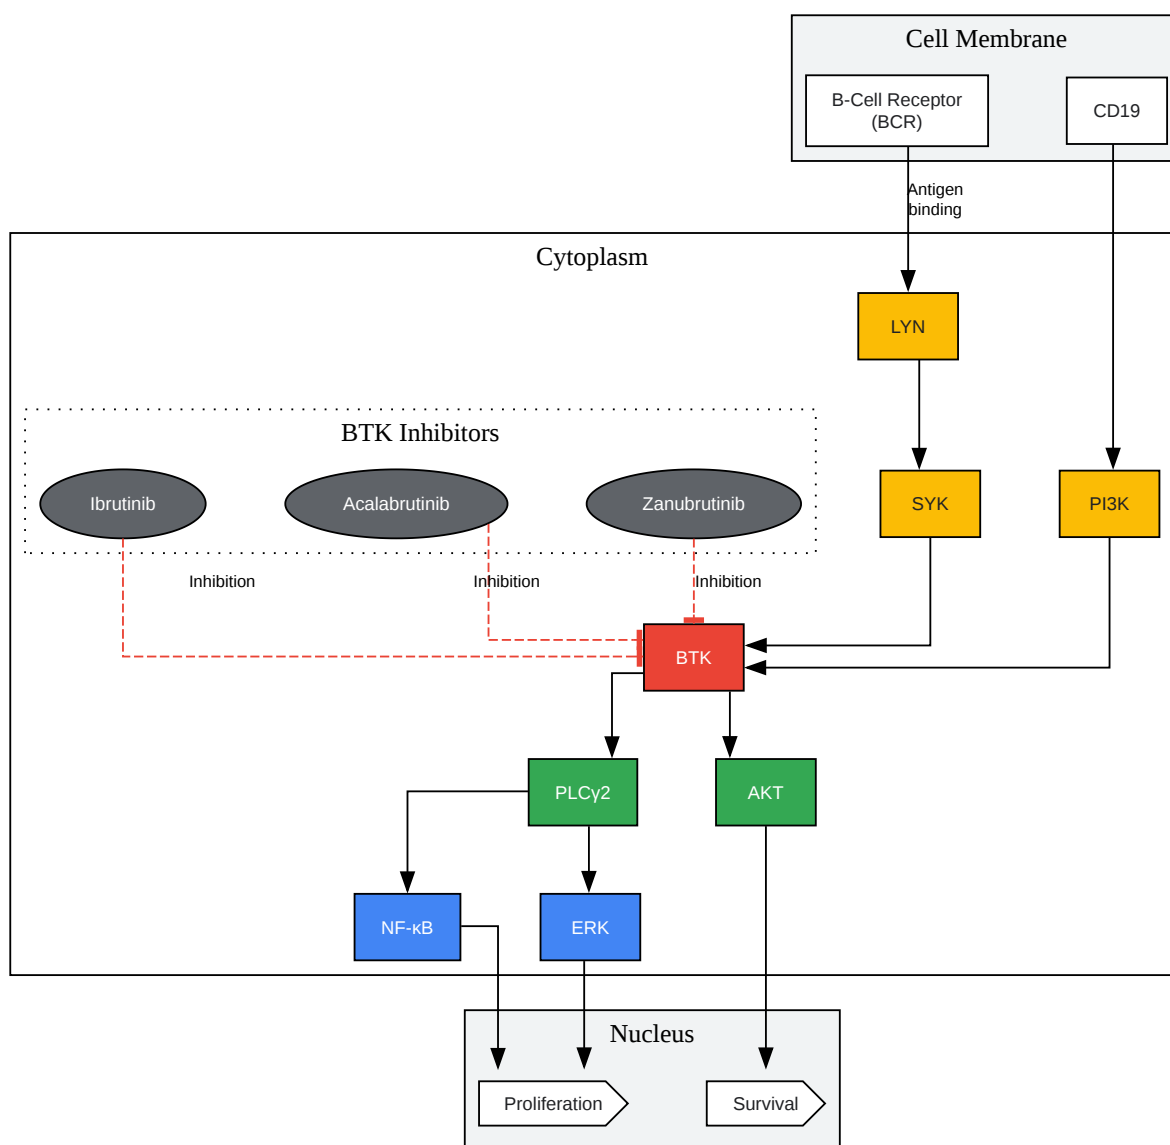 Cell Membrane
B-Cell Receptor
(BCR)
CD19
Antigen
binding
Cytoplasm
LYN
BTK Inhibitors
Ibrutinib
Acalabrutinib
Zanubrutinib
SYK
PI3K
Inhibition
Inhibition
Inhibition
BTK
PLCγ2
AKT
NF-κB
ERK
Nucleus
Proliferation
Survival